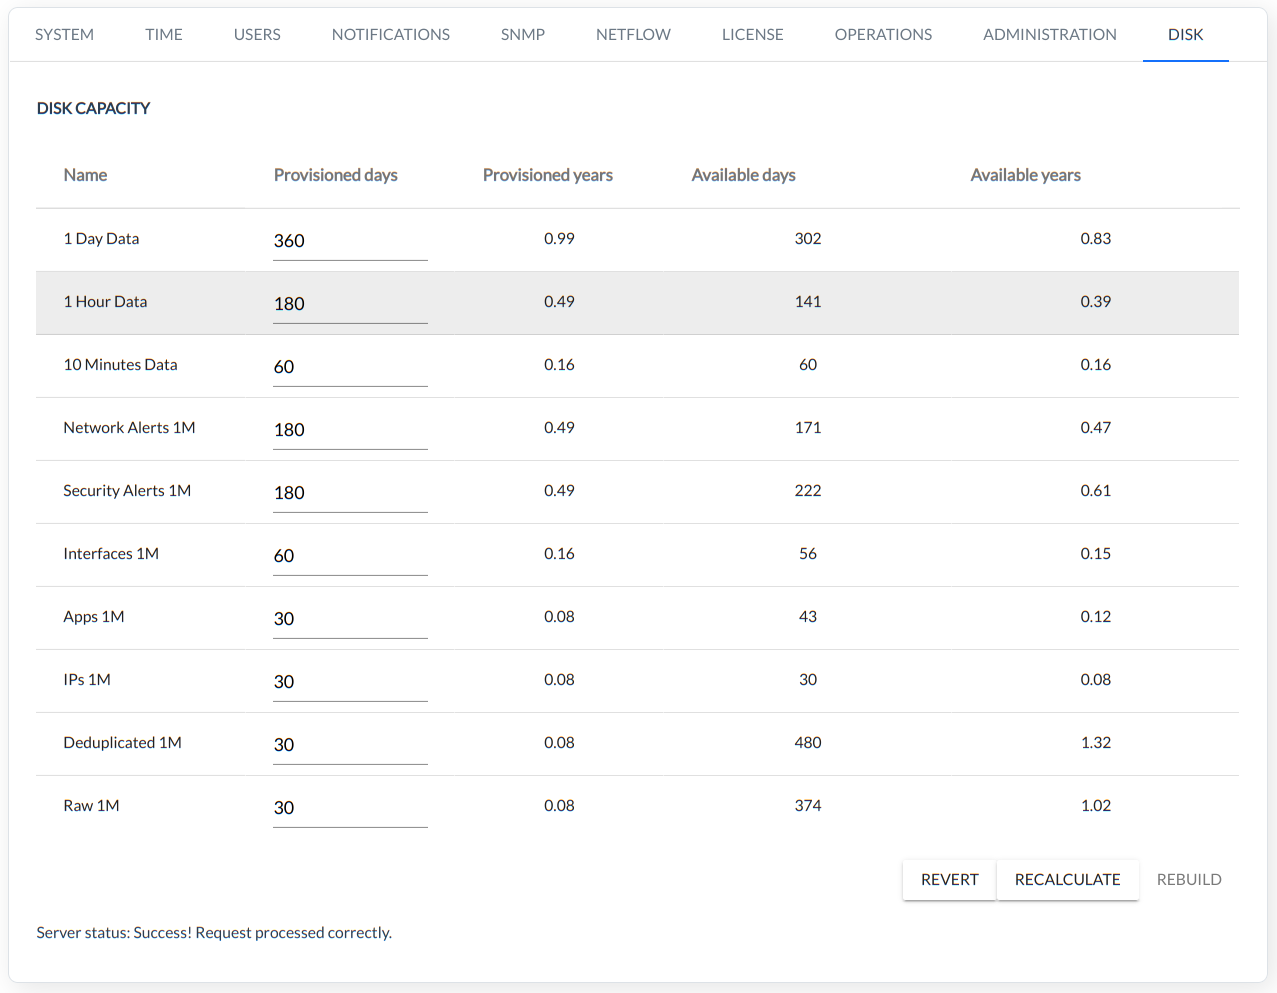 SYSTEM TIME USERS NOTIFICATIONS SNMP NETFLOW LICENSE OPERATIONS ADMINISTRATION DISK
DISK CAPACITY
Name Provisioned days Provisioned years Available days Available years
1 Day Data 360 0.99 302 0.83
1 Hour Data 180 0.49 141 0.39
10 Minutes Data 60 0.16 60 0.16
Network Alerts 1M 180 0.49 171 0.47
Security Alerts 1M 180 0.49 222 0.61
Interfaces 1M 60 0.16 56 0.15
Apps 1M 30 0.08 43 0.12
IPs 1M 30 0.08 30 0.08
Deduplicated 1M 30 0.08 480 1.32
Raw 1M 30 0.08 374 1.02
REVERT RECALCULATE REBUILD
Server status: Success! Request processed correctly.